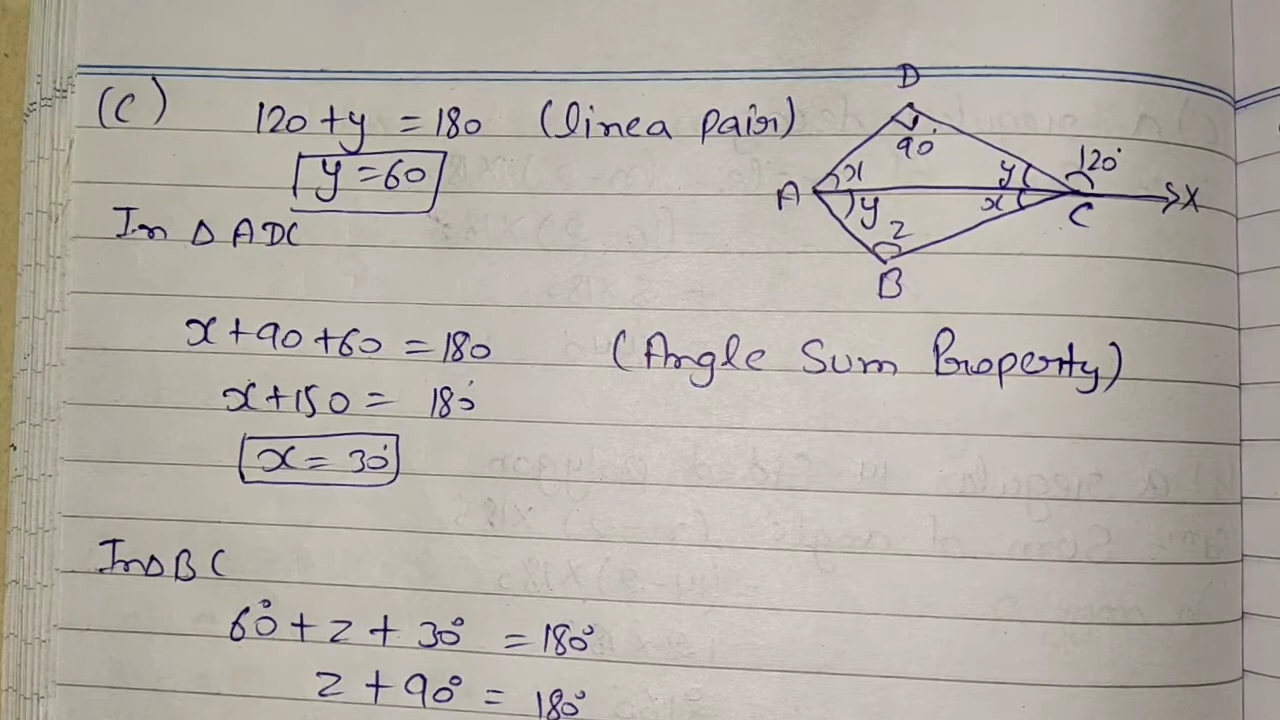 (C) 120 + y = 180 (linea pair)
y = 60
In Δ ADC
x + 90 + 60 = 180 (Angle Sum Property)
x + 150 = 180°
x = 30°
In Δ BC
60° + z + 30° = 180°
z + 90° = 180°
D
90°
x
y
120°
A
y
z
x
C
X
B